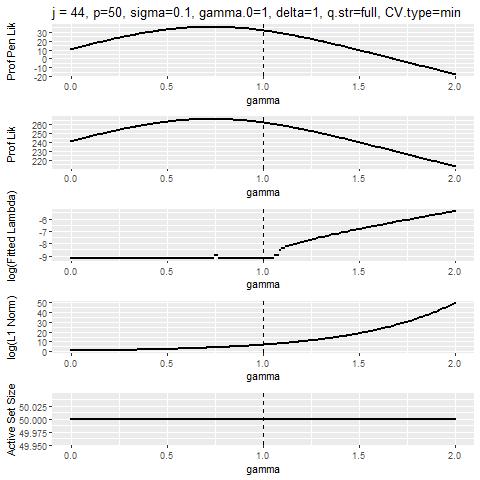 j = 44, p=50, sigma=0.1, gamma.0=1, delta=1, q.str=full, CV.type=min
Prof Pen Lik
30
20
10
0
-10
-20
0.0 0.5 1.0 1.5 2.0
gamma
Prof Lik
260
250
240
230
220
0.0 0.5 1.0 1.5 2.0
gamma
log(Fitted Lambda)
-6
-7
-8
-9
0.0 0.5 1.0 1.5 2.0
gamma
log(L1 Norm)
50
40
30
20
10
0
0.0 0.5 1.0 1.5 2.0
gamma
Active Set Size
50.025
50.000
49.975
49.950
0.0 0.5 1.0 1.5 2.0
gamma